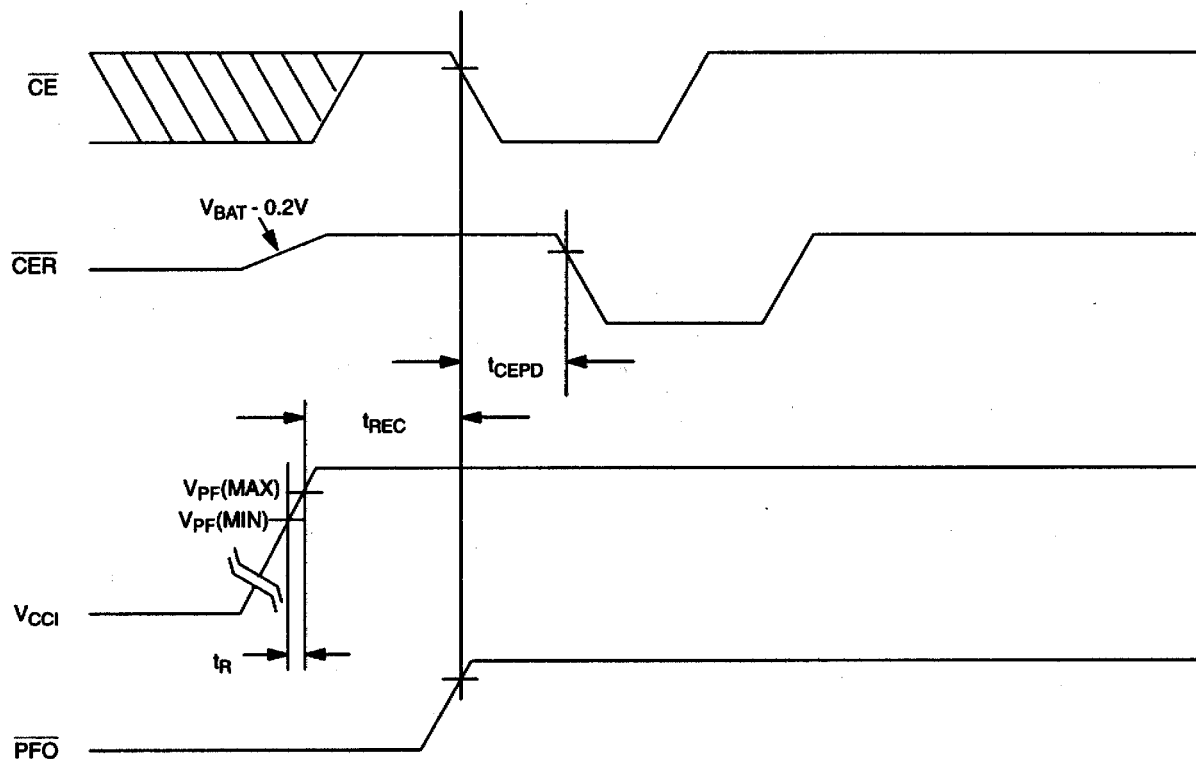 CE
VBAT - 0.2V
CER
tCEPD
tREC
VPF(MAX)
VPF(MIN)
VCCI
tR
PFO